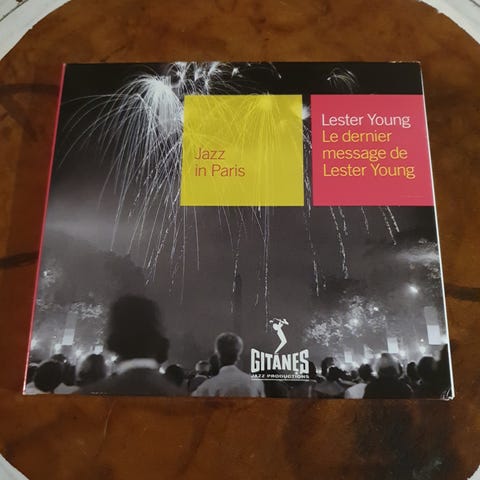 Jazz
in Paris
Lester Young
Le dernier
message de
Lester Young
GITANES
JAZZ PRODUCTIONS